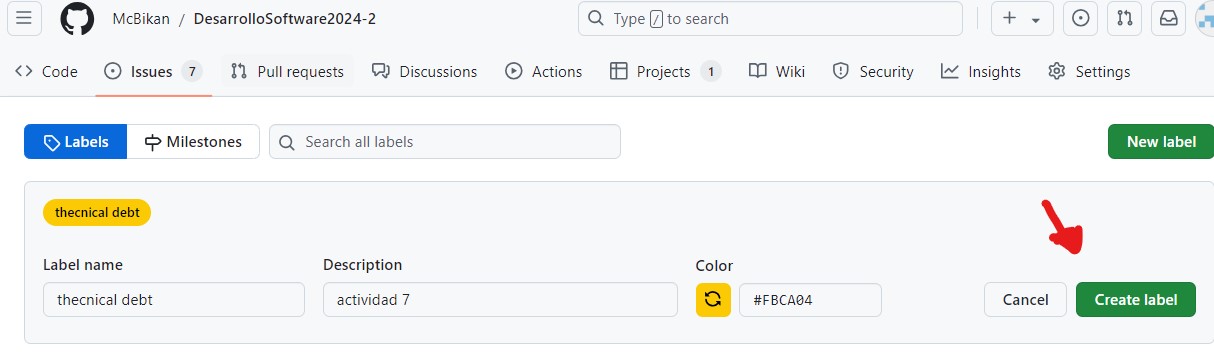 McBikan / DesarrolloSoftware2024-2
Type / to search
Code Issues 7 Pull requests Discussions Actions Projects 1 Wiki Security Insights Settings
Labels Milestones Search all labels New label
thecnical debt
Label name Description Color
thecnical debt actividad 7 #FBCA04 Cancel Create label